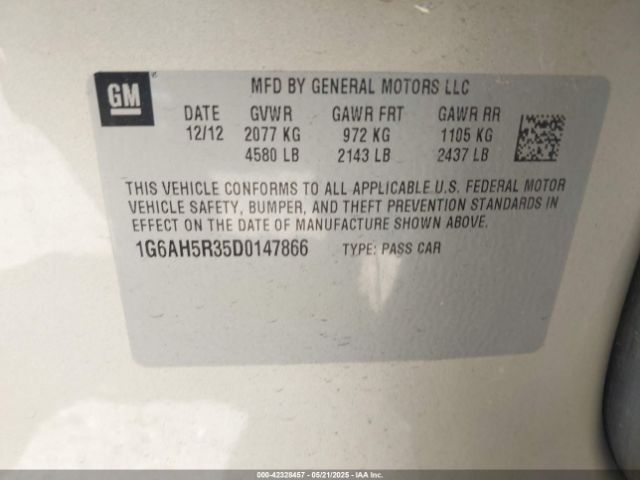 GM
MFD BY GENERAL MOTORS LLC
DATE GVWR GAWR FRT GAWR RR
12/12 2077 KG 972 KG 1105 KG
4580 LB 2143 LB 2437 LB
THIS VEHICLE CONFORMS TO ALL APPLICABLE U.S. FEDERAL MOTOR
VEHICLE SAFETY, BUMPER, AND THEFT PREVENTION STANDARDS IN
EFFECT ON THE DATE OF MANUFACTURE SHOWN ABOVE.
1G6AH5R35D0147866 TYPE: PASS CAR
000-42328457 - 05/21/2025 - IAA Inc.